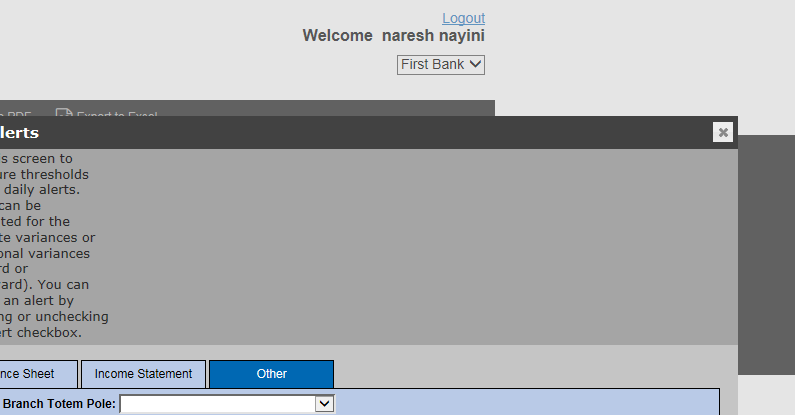 Logout
Welcome naresh nayini
First Bank
PDF
Export to Excel
lerts
is screen to
ure thresholds
daily alerts.
can be
ted for the
te variances or
onal variances
rd or
ard). You can
an alert by
ng or unchecking
ert checkbox.
nce Sheet Income Statement Other
Branch Totem Pole: